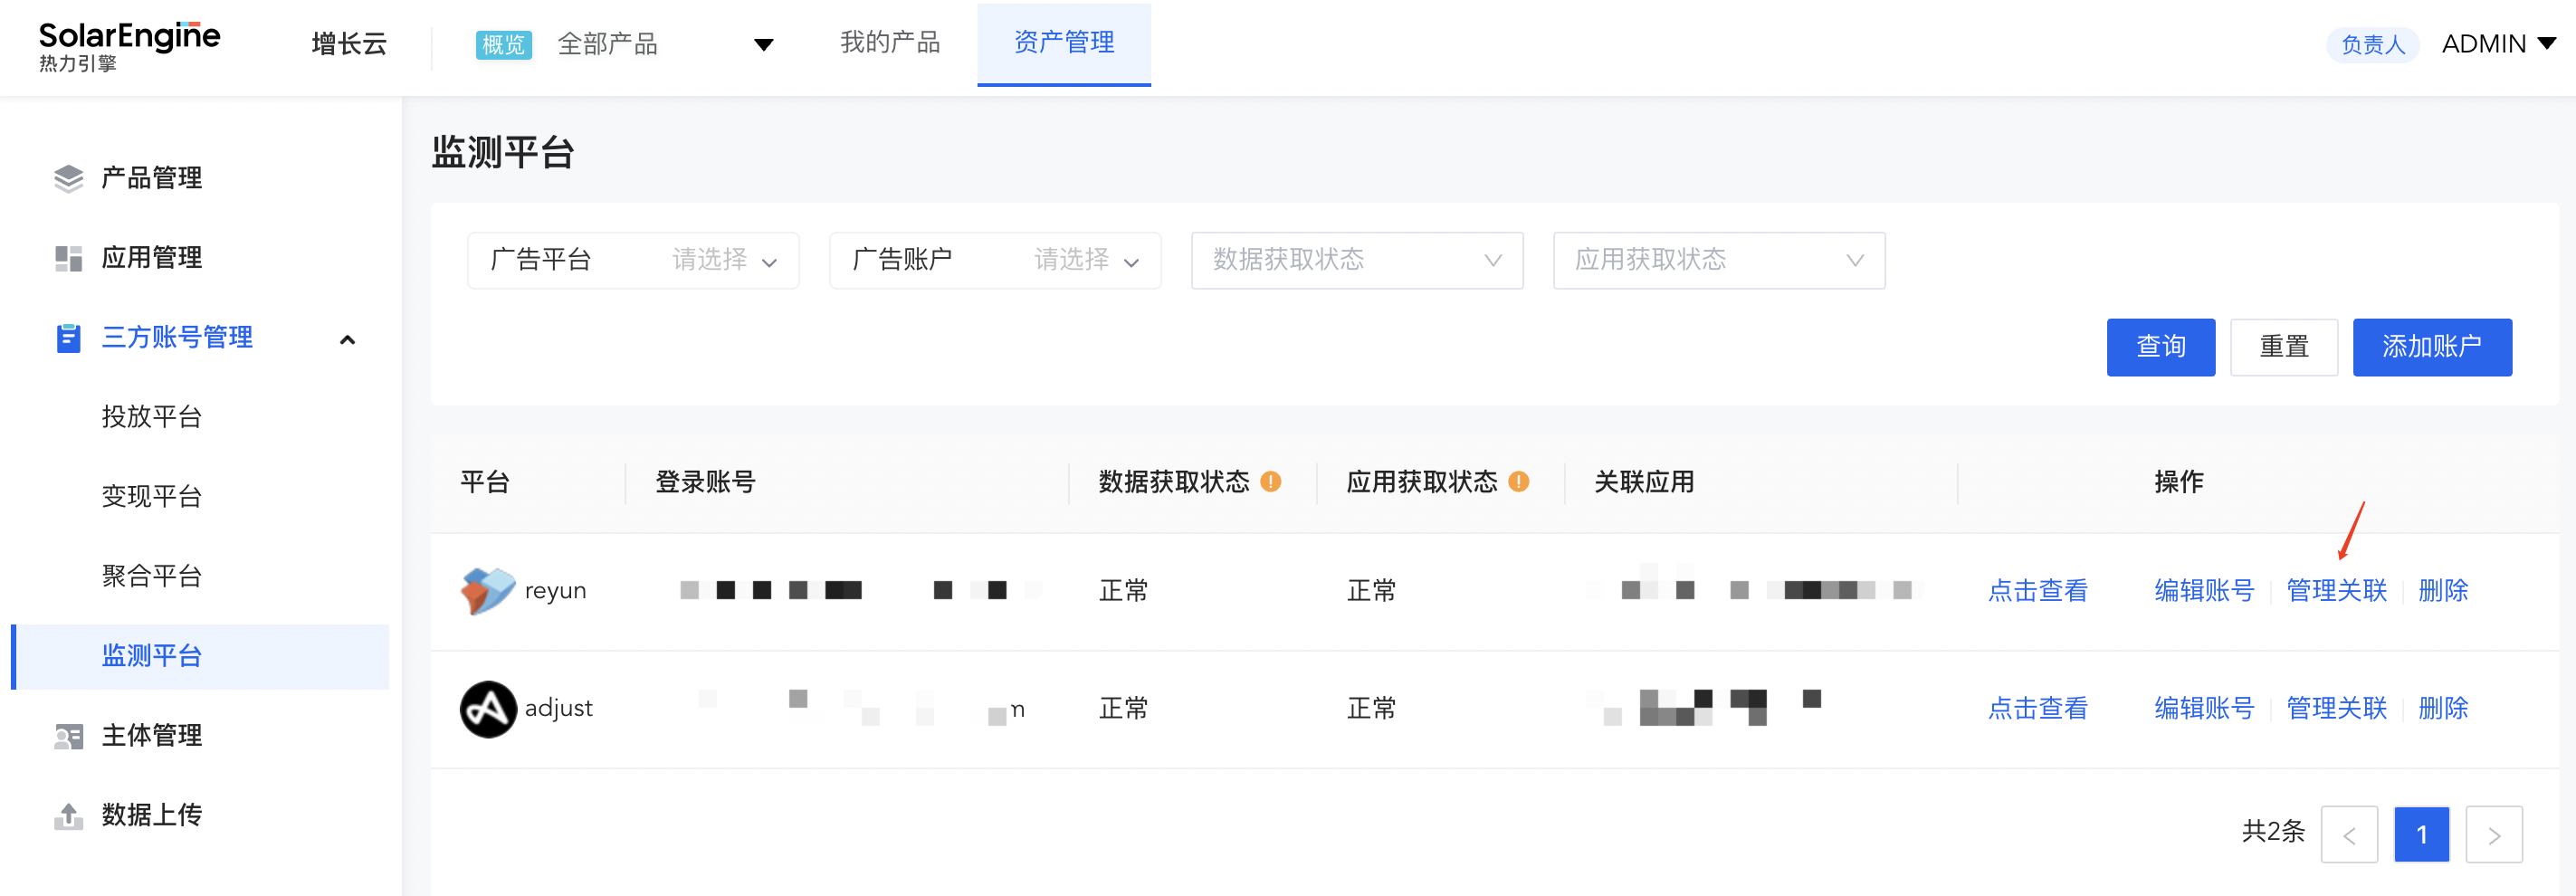 SolarEngine
热力引擎
增长云
概览 全部产品
我的产品
资产管理
负责人 ADMIN
产品管理
应用管理
三方账号管理
投放平台
变现平台
聚合平台
监测平台
主体管理
数据上传
监测平台
广告平台 请选择
广告账户 请选择
数据获取状态
应用获取状态
查询 重置 添加账户
平台 登录账号 数据获取状态 应用获取状态 关联应用 操作
reyun 正常 正常 点击查看 编辑账号 管理关联 删除
adjust m 正常 正常 点击查看 编辑账号 管理关联 删除
共2条 < 1 >